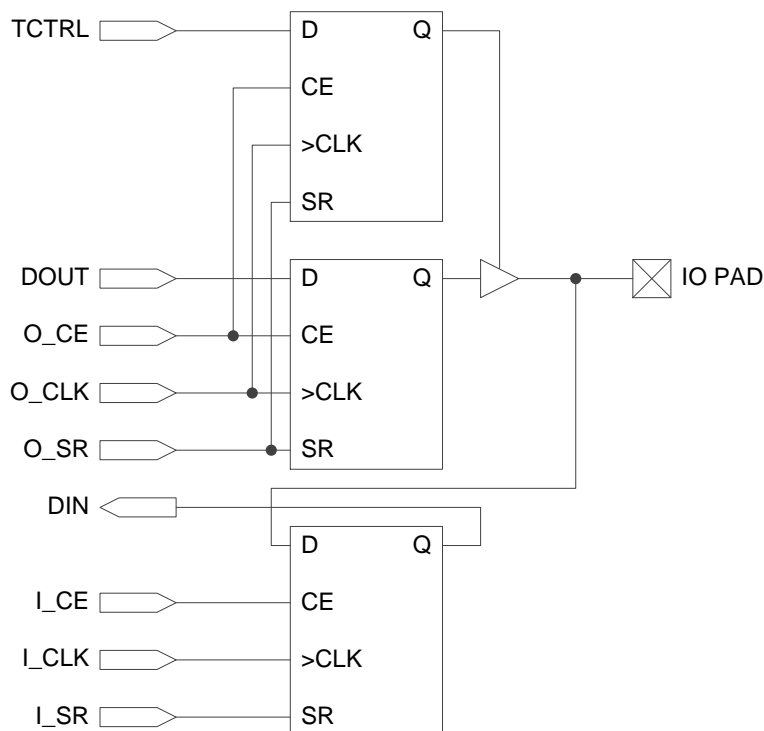 TCTRL D Q
CE
>CLK
SR
DOUT D Q IO PAD
O_CE CE
O_CLK >CLK
O_SR SR
DIN
D Q
I_CE CE
I_CLK >CLK
I_SR SR